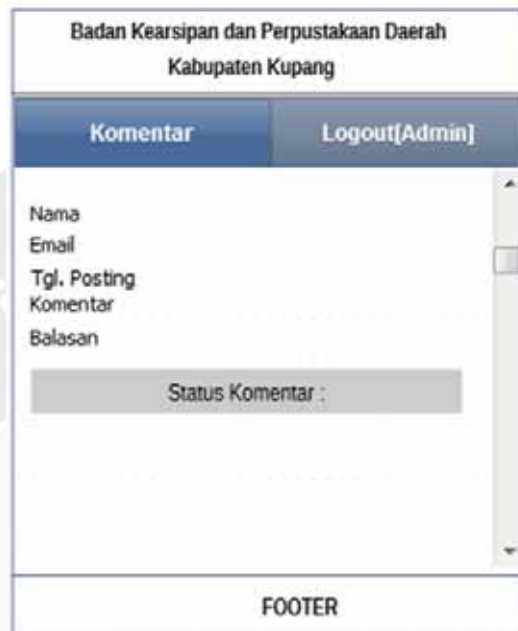 Badan Kearsipan dan Perpustakaan Daerah
Kabupaten Kupang
Komentar
Logout[Admin]
Nama
Email
Tgl. Posting
Komentar
Balasan
Status Komentar :
FOOTER